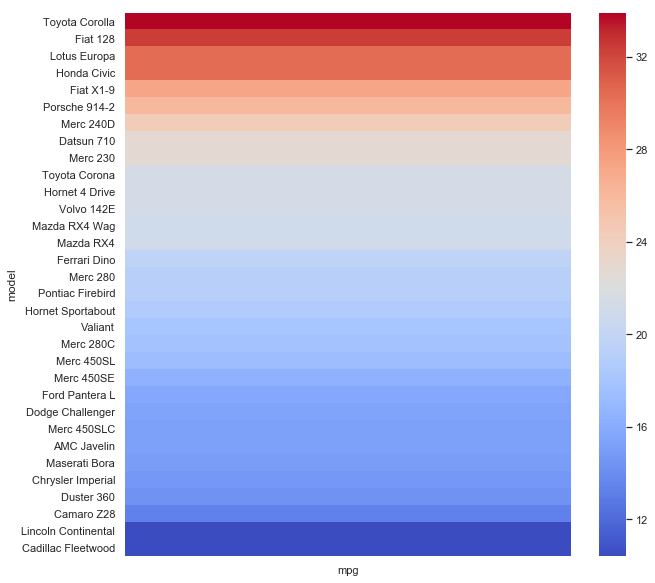 Toyota Corolla
Fiat 128
Lotus Europa
Honda Civic
Fiat X1-9
Porsche 914-2
Merc 240D
Datsun 710
Merc 230
Toyota Corona
Hornet 4 Drive
Volvo 142E
Mazda RX4 Wag
Mazda RX4
Ferrari Dino
Merc 280
Pontiac Firebird
Hornet Sportabout
Valiant
Merc 280C
Merc 450SL
Merc 450SE
Ford Pantera L
Dodge Challenger
Merc 450SLC
AMC Javelin
Maserati Bora
Chrysler Imperial
Duster 360
Camaro Z28
Lincoln Continental
Cadillac Fleetwood
model
mpg
32
28
24
20
16
12